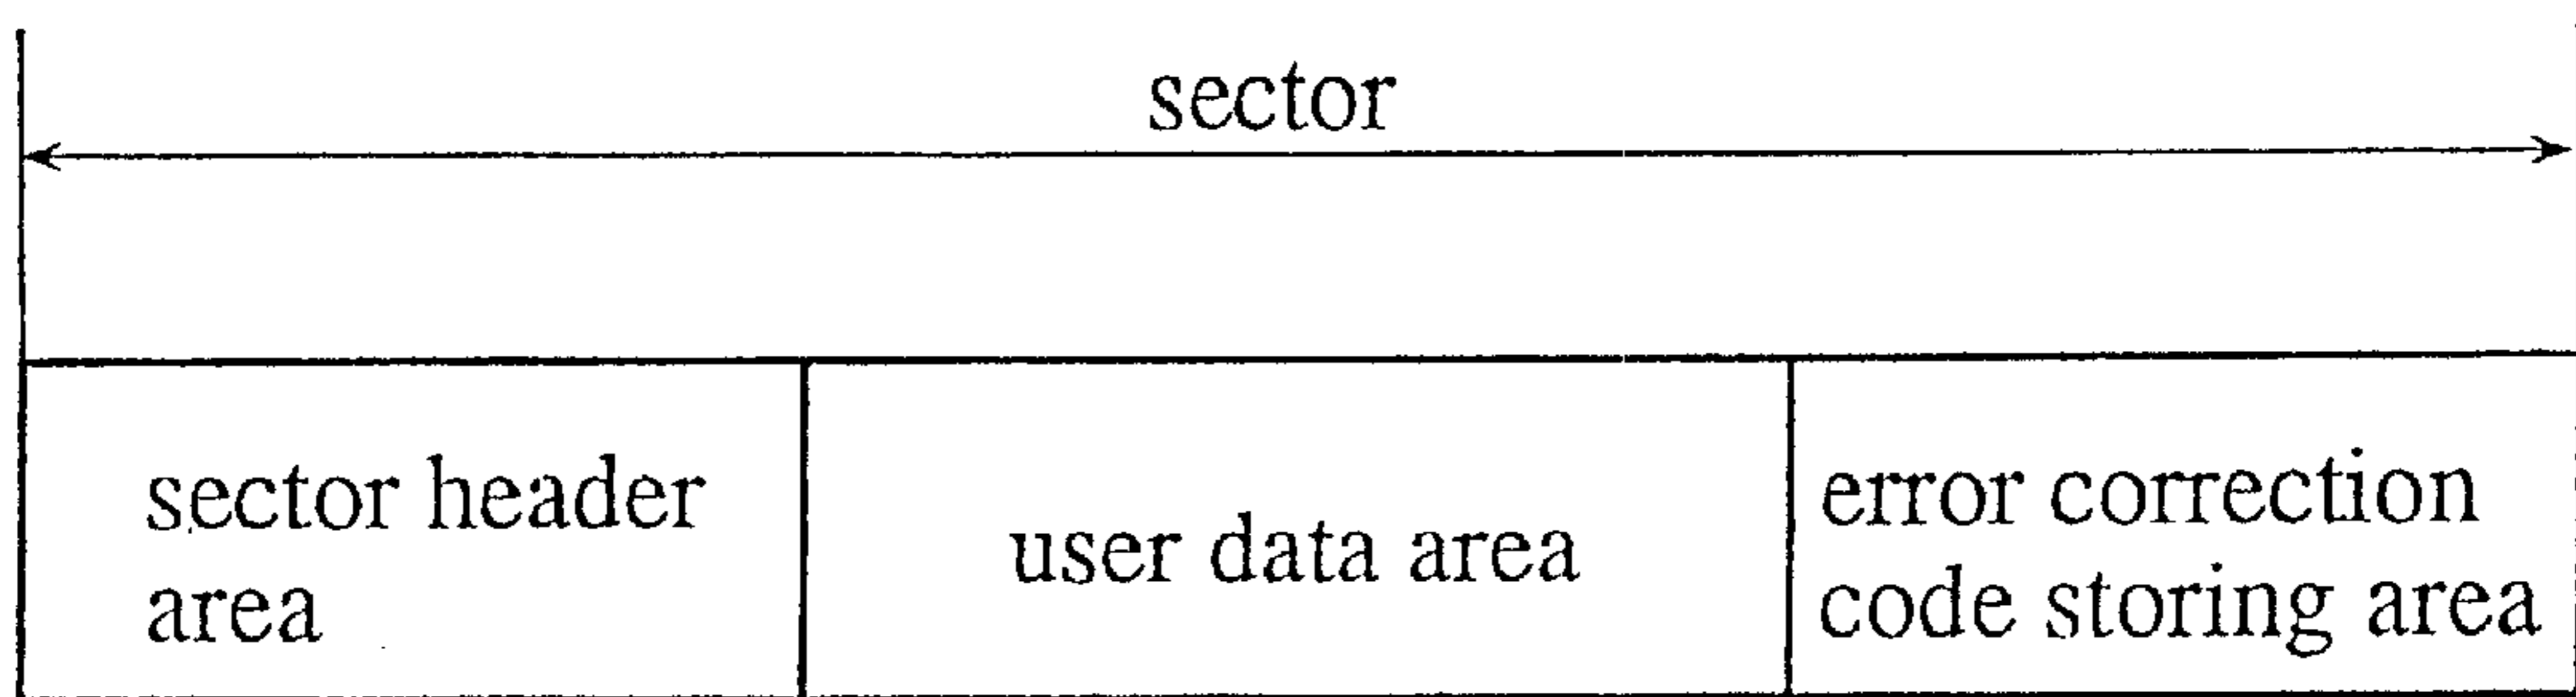 sector
sector header
area
user data area
error correction
code storing area